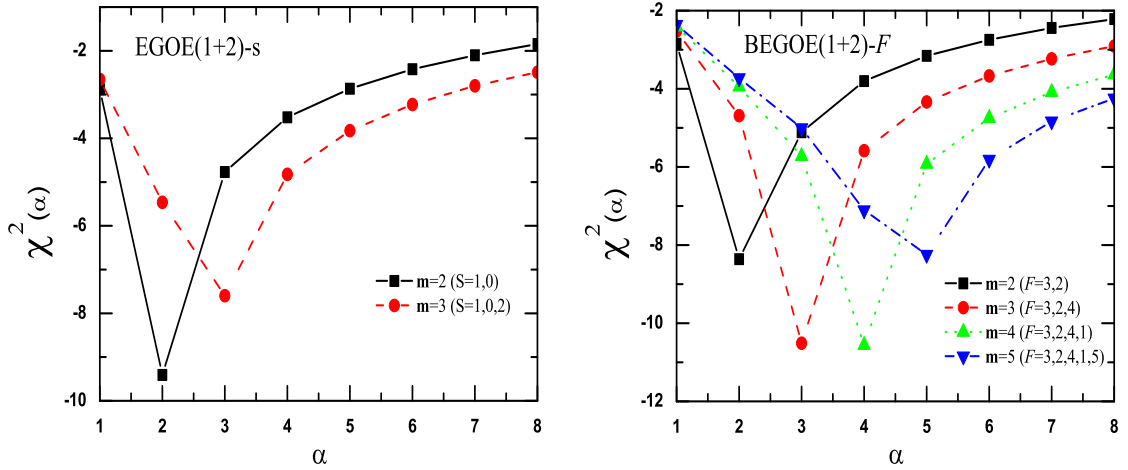 EGOE(1+2)-s
χ² (α)
-2
-4
-6
-8
-10
m=2 (S=1,0)
m=3 (S=1,0,2)
1 2 3 4 5 6 7 8
α
BEGOE(1+2)-F
χ² (α)
-2
-4
-6
-8
-10
-12
m=2 (F=3,2)
m=3 (F=3,2,4)
m=4 (F=3,2,4,1)
m=5 (F=3,2,4,1,5)
1 2 3 4 5 6 7 8
α